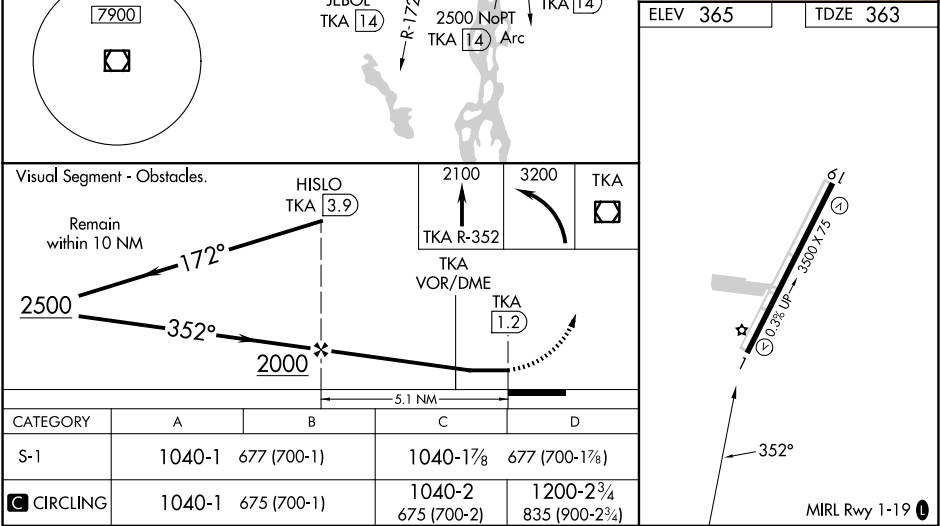 7900
JEBOL
TKA 14
R-172
2500 NoPT
TKA 14 Arc
TKA 14
ELEV 365
TDZE 363
Visual Segment - Obstacles.
Remain
within 10 NM
HISLO
TKA 3.9
2100
TKA R-352
3200
TKA
172°
2500
352°
2000
TKA
VOR/DME
TKA
1.2
5.1 NM
CATEGORY A B C D
S-1 1040-1 677 (700-1) 1040-1⅞ 677 (700-1⅞)
C CIRCLING 1040-1 675 (700-1) 1040-2 675 (700-2) 1200-2¾ 835 (900-2¾)
19
V
3500 X 75
0.3% UP
V
1
352°
MIRL Rwy 1-19 L